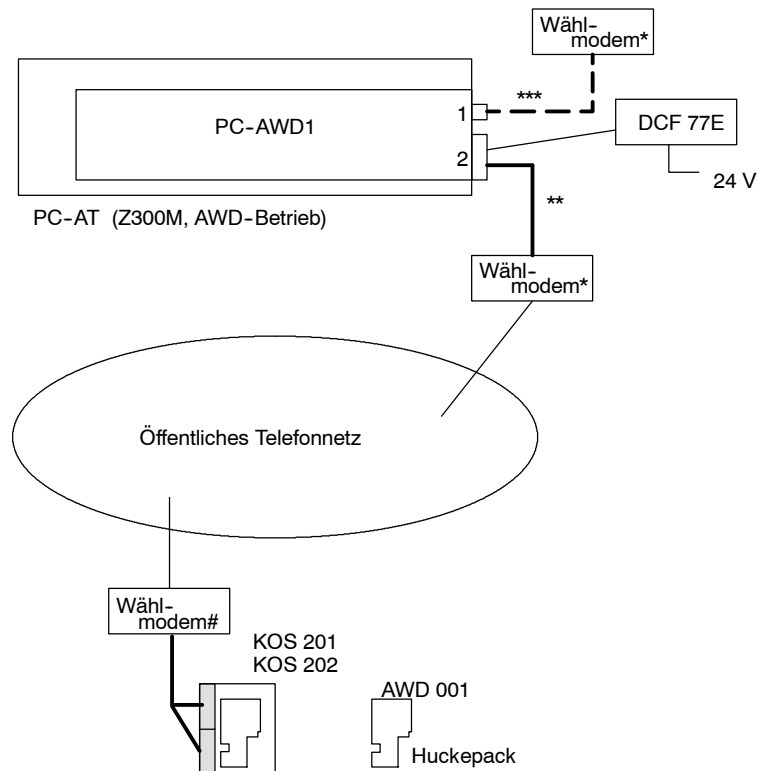 Wähl-
modem*
***
1
PC-AWD1
DCF 77E
2
24 V
PC-AT (Z300M, AWD-Betrieb)
**
Wähl-
modem*
Öffentliches Telefonnetz
Wähl-
modem#
KOS 201
KOS 202
AWD 001
Huckepack